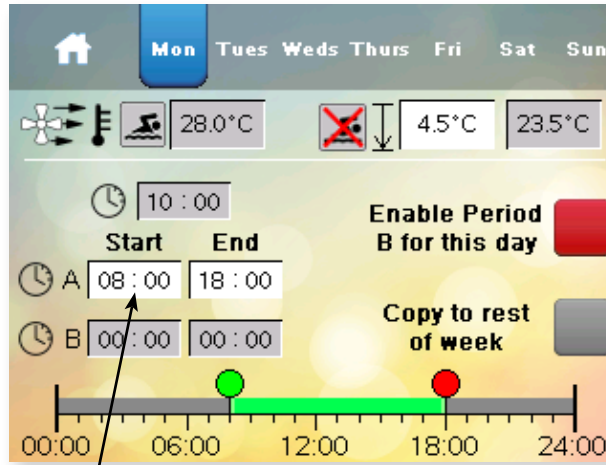 Mon Tues Weds Thurs Fri Sat Sun
28.0°C 4.5°C 23.5°C
10 : 00
Enable Period
B for this day
Start End
A 08 : 00 18 : 00
Copy to rest
of week
B 00 : 00 00 : 00
00:00 06:00 12:00 18:00 24:00